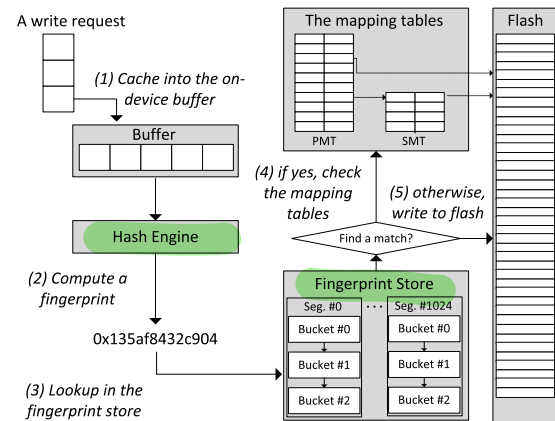 A write request
The mapping tables
Flash
(1) Cache into the on-
device buffer
Buffer
PMT
SMT
(4) if yes, check
the mapping
tables
(5) otherwise,
write to flash
Hash Engine
Find a match?
(2) Compute a
fingerprint
Fingerprint Store
Seg. #0
...
Seg. #1024
Bucket #0
Bucket #0
0x135af8432c904
Bucket #1
Bucket #1
(3) Lookup in the
fingerprint store
Bucket #2
Bucket #2